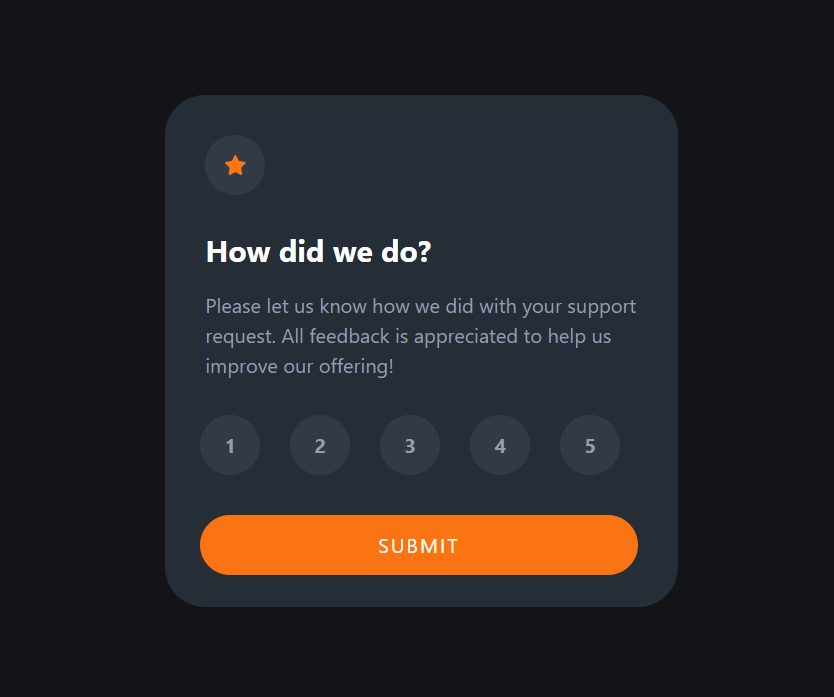 How did we do?
Please let us know how we did with your support
request. All feedback is appreciated to help us
improve our offering!
1 2 3 4 5
SUBMIT